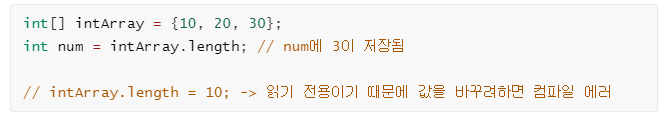 int[] intArray = {10, 20, 30};
int num = intArray.length; // num에 3이 저장됨
// intArray.length = 10; -> 읽기 전용이기 때문에 값을 바꾸려하면 컴파일 에러